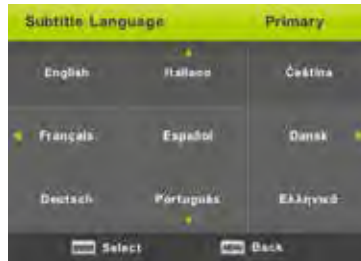 Subtitle Language Primary
English Italiano Čeština
Français Español Dansk
Deutsch Português Ελληνικά
Select Back